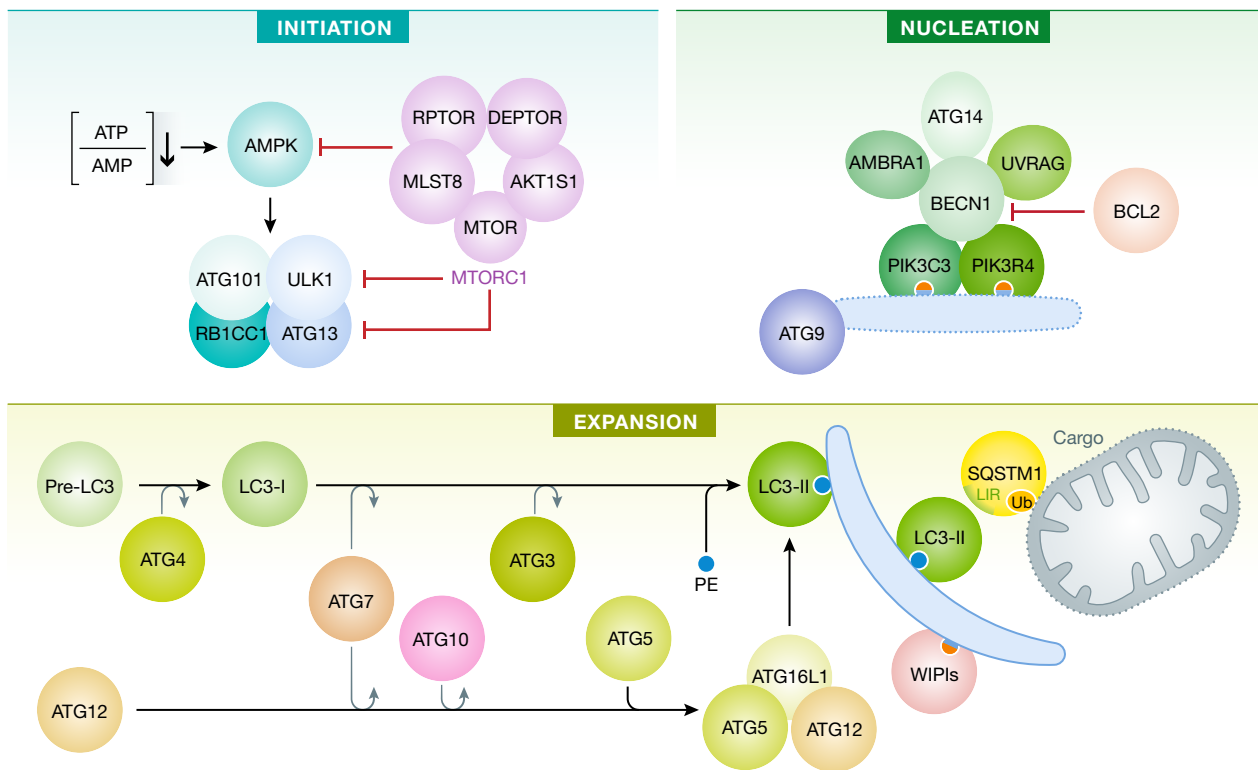 INITIATION
ATP
AMP
AMPK
RPTOR
DEPTOR
MLST8
AKT1S1
MTOR
MTORC1
ATG101
ULK1
RB1CC1
ATG13
NUCLEATION
ATG14
AMBRA1
UVRAG
BECN1
BCL2
PIK3C3
PIK3R4
ATG9
EXPANSION
Pre-LC3
LC3-I
LC3-II
Cargo
SQSTM1
LIR
Ub
LC3-II
ATG4
ATG7
ATG3
PE
ATG10
ATG5
ATG12
ATG16L1
ATG5
ATG12
WIPIs